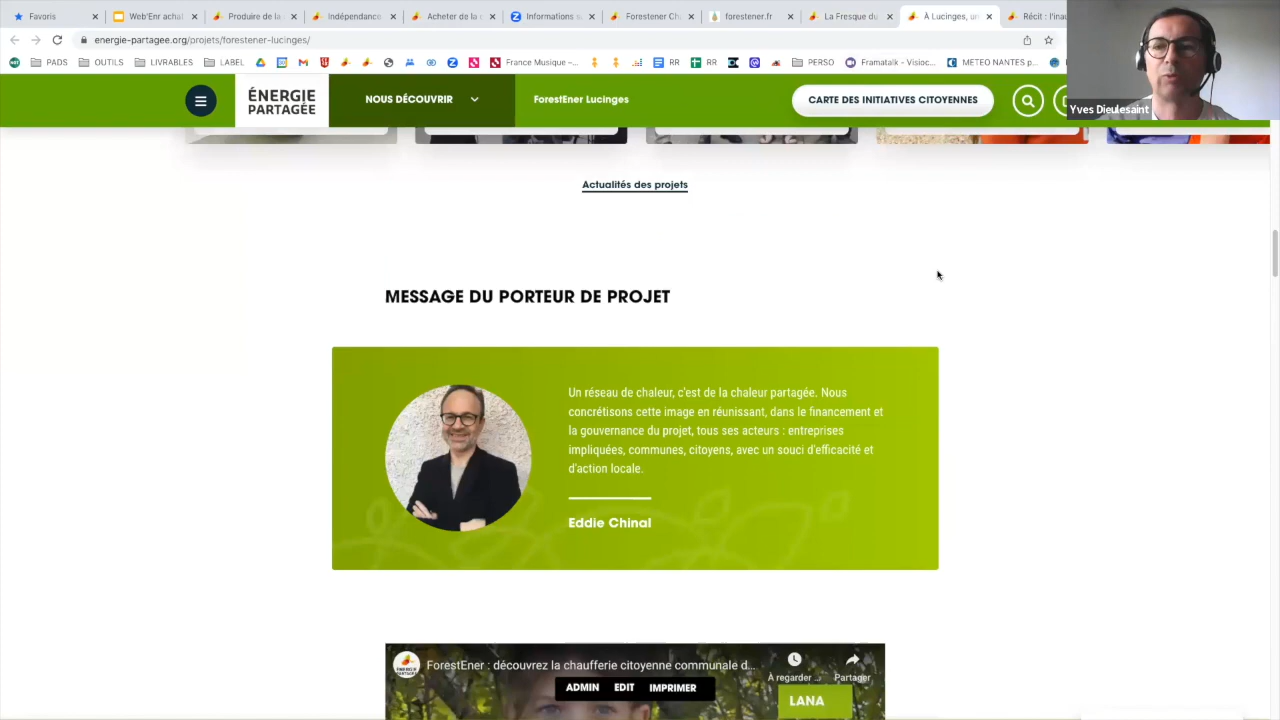 Favoris
Web'Ener achat
Produire de la
Indépendance
Acheter de la c
Informations s
Forestener Ch
forestener.fr
La Fresque du
À Lucinges, un
Récit : l'inau
energie-partagee.org/projets/forestener-lucinges/
PADS
OUTILS
LIVRABLES
LABEL
France Musique –...
RR
RR
PERSO
Framatalk – Visioc...
METEO NANTES p...
ÉNERGIE
PARTAGÉE
NOUS DÉCOUVRIR
ForestEner Lucinges
CARTE DES INITIATIVES CITOYENNES
Yves Dieulesaint
Actualités des projets
MESSAGE DU PORTEUR DE PROJET
Un réseau de chaleur, c'est de la chaleur partagée. Nous
concrétisons cette image en réunissant, dans le financement et
la gouvernance du projet, tous ses acteurs : entreprises
impliquées, communes, citoyens, avec un souci d'efficacité et
d'action locale.
Eddie Chinal
ForestEner : découvrez la chaufferie citoyenne communale d...
À regarder ...
Partager
ADMIN
EDIT
IMPRIMER
LANA